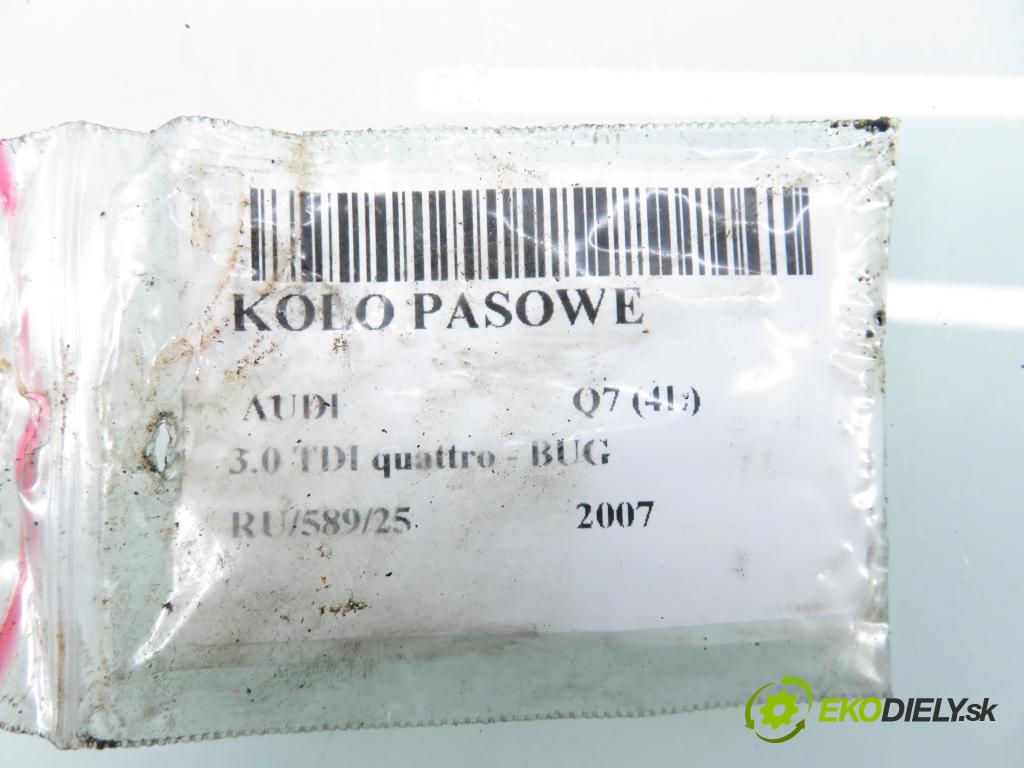 KOLO PASOWE
AUDI Q7 (4L)
3.0 TDI quattro - BUG
RU/589/25 2007
EKODIELY.sk